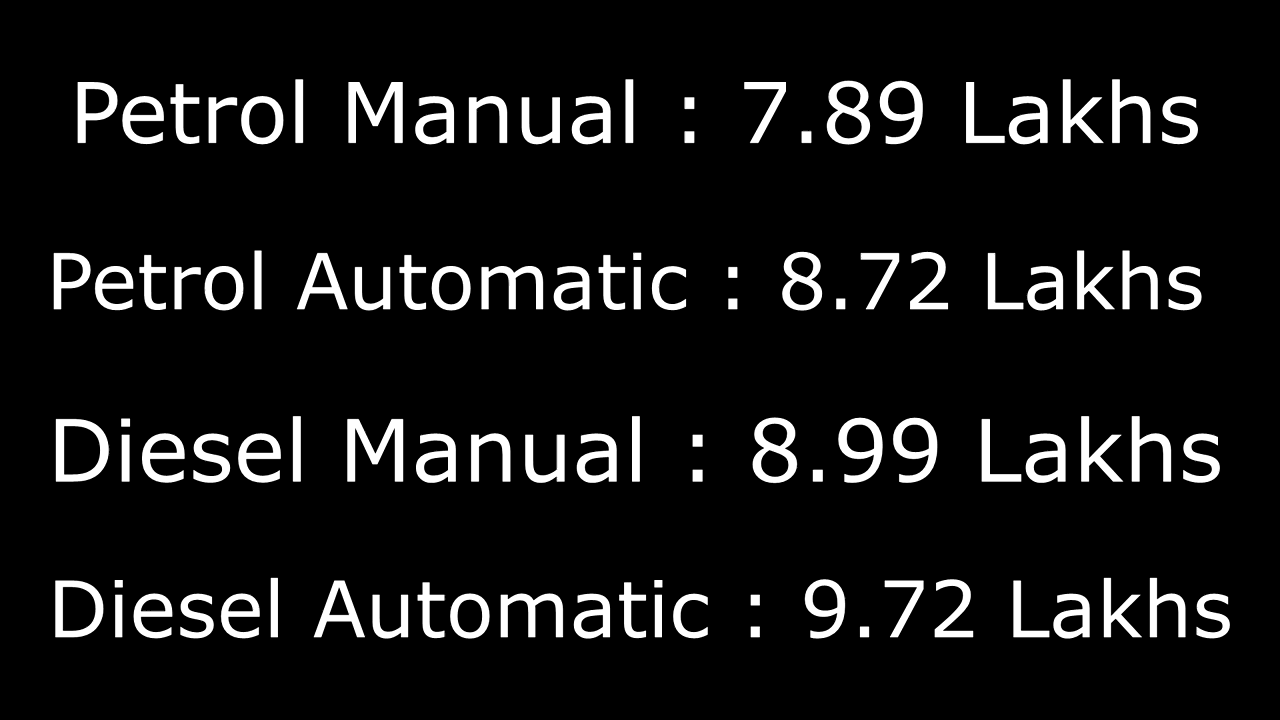 Petrol Manual : 7.89 Lakhs
Petrol Automatic : 8.72 Lakhs
Diesel Manual : 8.99 Lakhs
Diesel Automatic : 9.72 Lakhs